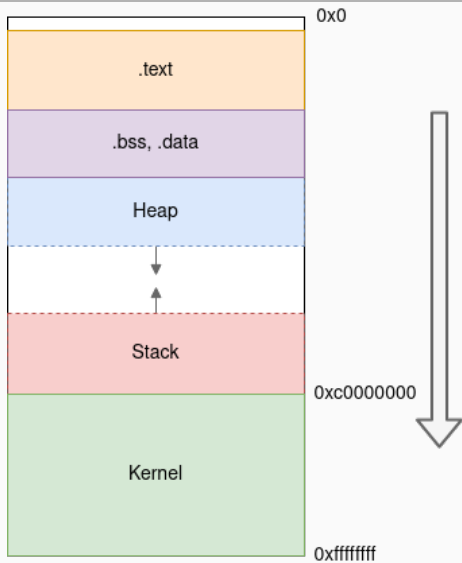 0x0
.text
.bss, .data
Heap
Stack
0xc0000000
Kernel
0xffffffff